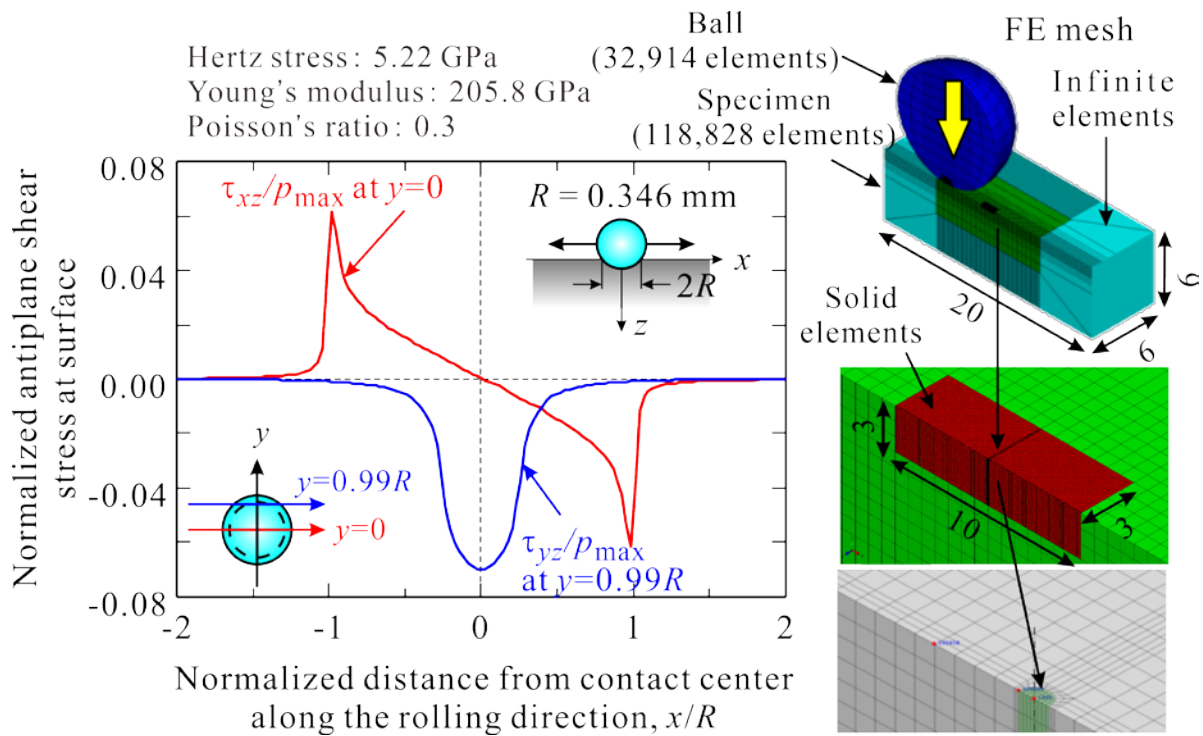 Hertz stress: 5.22 GPa
Young's modulus: 205.8 GPa
Poisson's ratio: 0.3
Ball
(32,914 elements)
Specimen
(118,828 elements)
FE mesh
Infinite
elements
20
6
6
Solid
elements
3
10
3
Normalized antiplane shear
stress at surface
0.08
0.04
0.00
-0.04
-0.08
-2
-1
0
1
2
τxz/pmax at y=0
R = 0.346 mm
x
2R
z
y
y=0.99R
y=0
τyz/pmax
at y=0.99R
Normalized distance from contact center
along the rolling direction, x/R